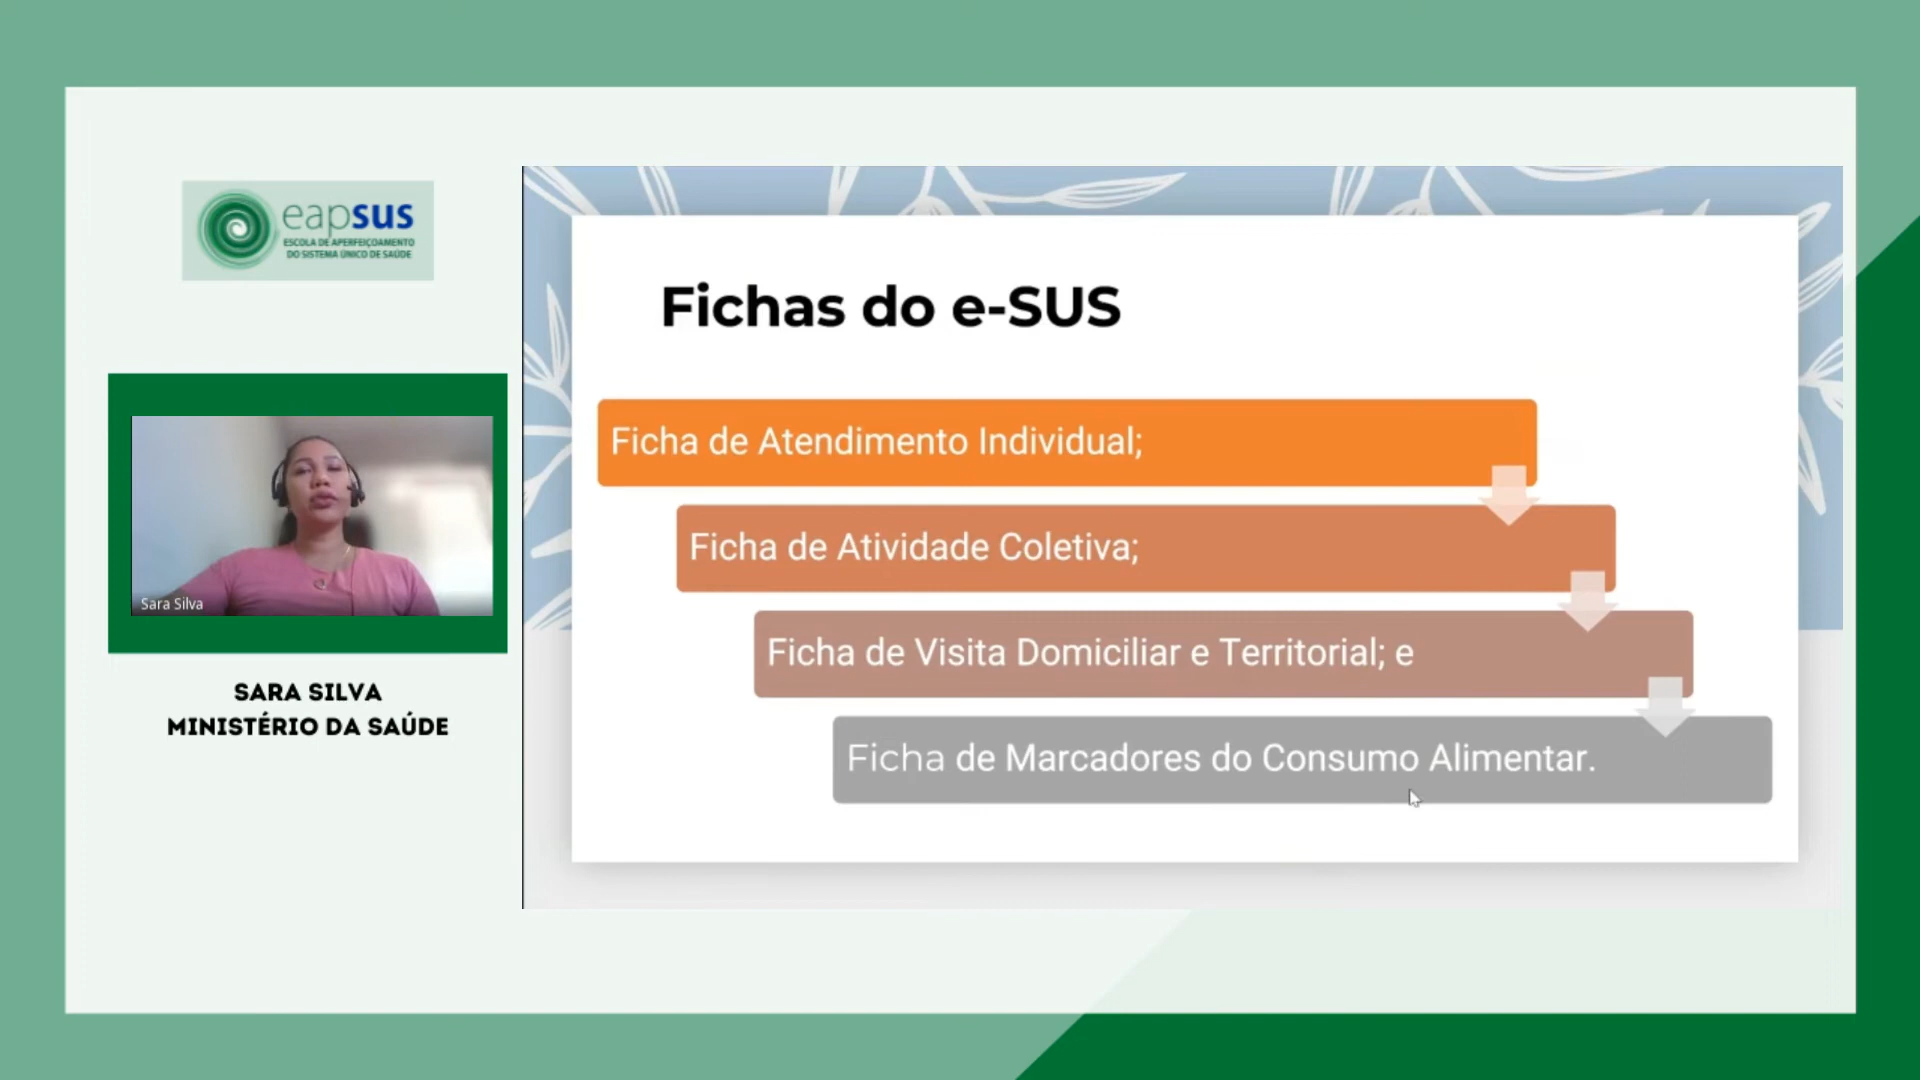 eapsus
ESCOLA DE APERFEIÇOAMENTO
DO SISTEMA ÚNICO DE SAÚDE
Sara Silva
SARA SILVA
MINISTÉRIO DA SAÚDE
Fichas do e-SUS
Ficha de Atendimento Individual;
Ficha de Atividade Coletiva;
Ficha de Visita Domiciliar e Territorial; e
Ficha de Marcadores do Consumo Alimentar.